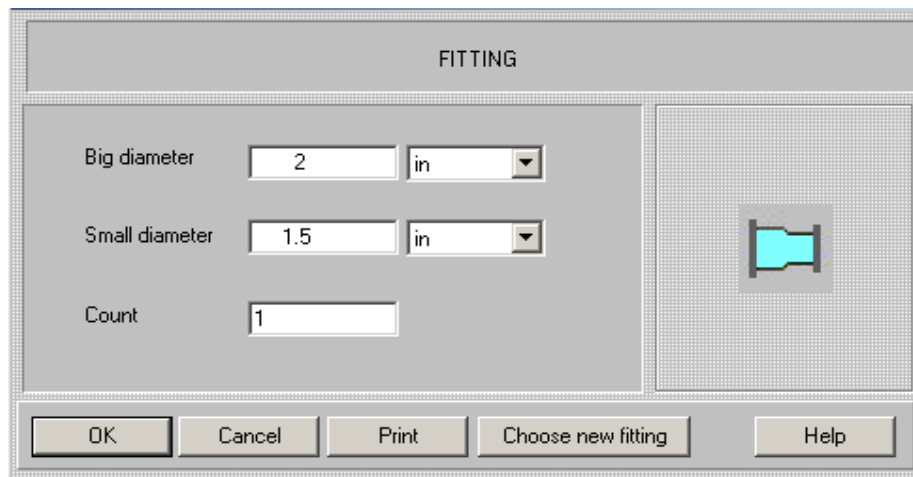 FITTING
Big diameter 2 in
Small diameter 1.5 in
Count 1
OK Cancel Print Choose new fitting Help